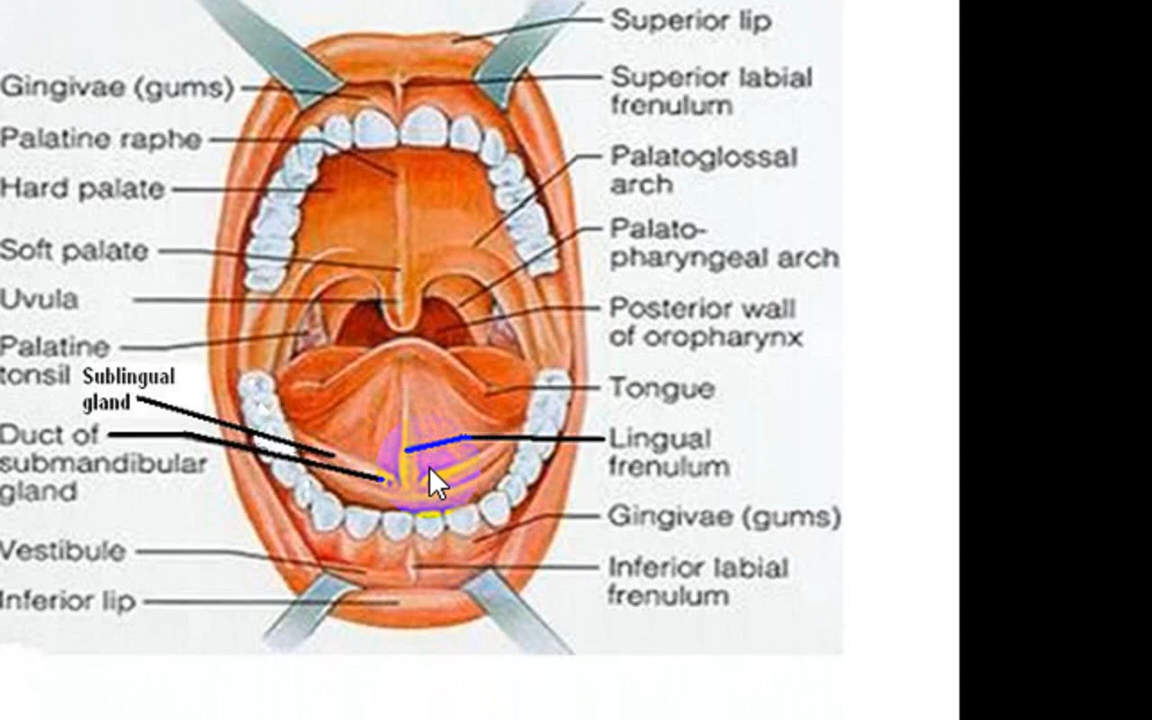 Superior lip
Gingivae (gums)
Superior labial
frenulum
Palatine raphe
Palatoglossal
arch
Hard palate
Palato-
pharyngeal arch
Soft palate
Uvula
Posterior wall
of oropharynx
Palatine
tonsil
Sublingual
gland
Tongue
Duct of
submandibular
gland
Lingual
frenulum
Gingivae (gums)
Vestibule
Inferior labial
frenulum
Inferior lip